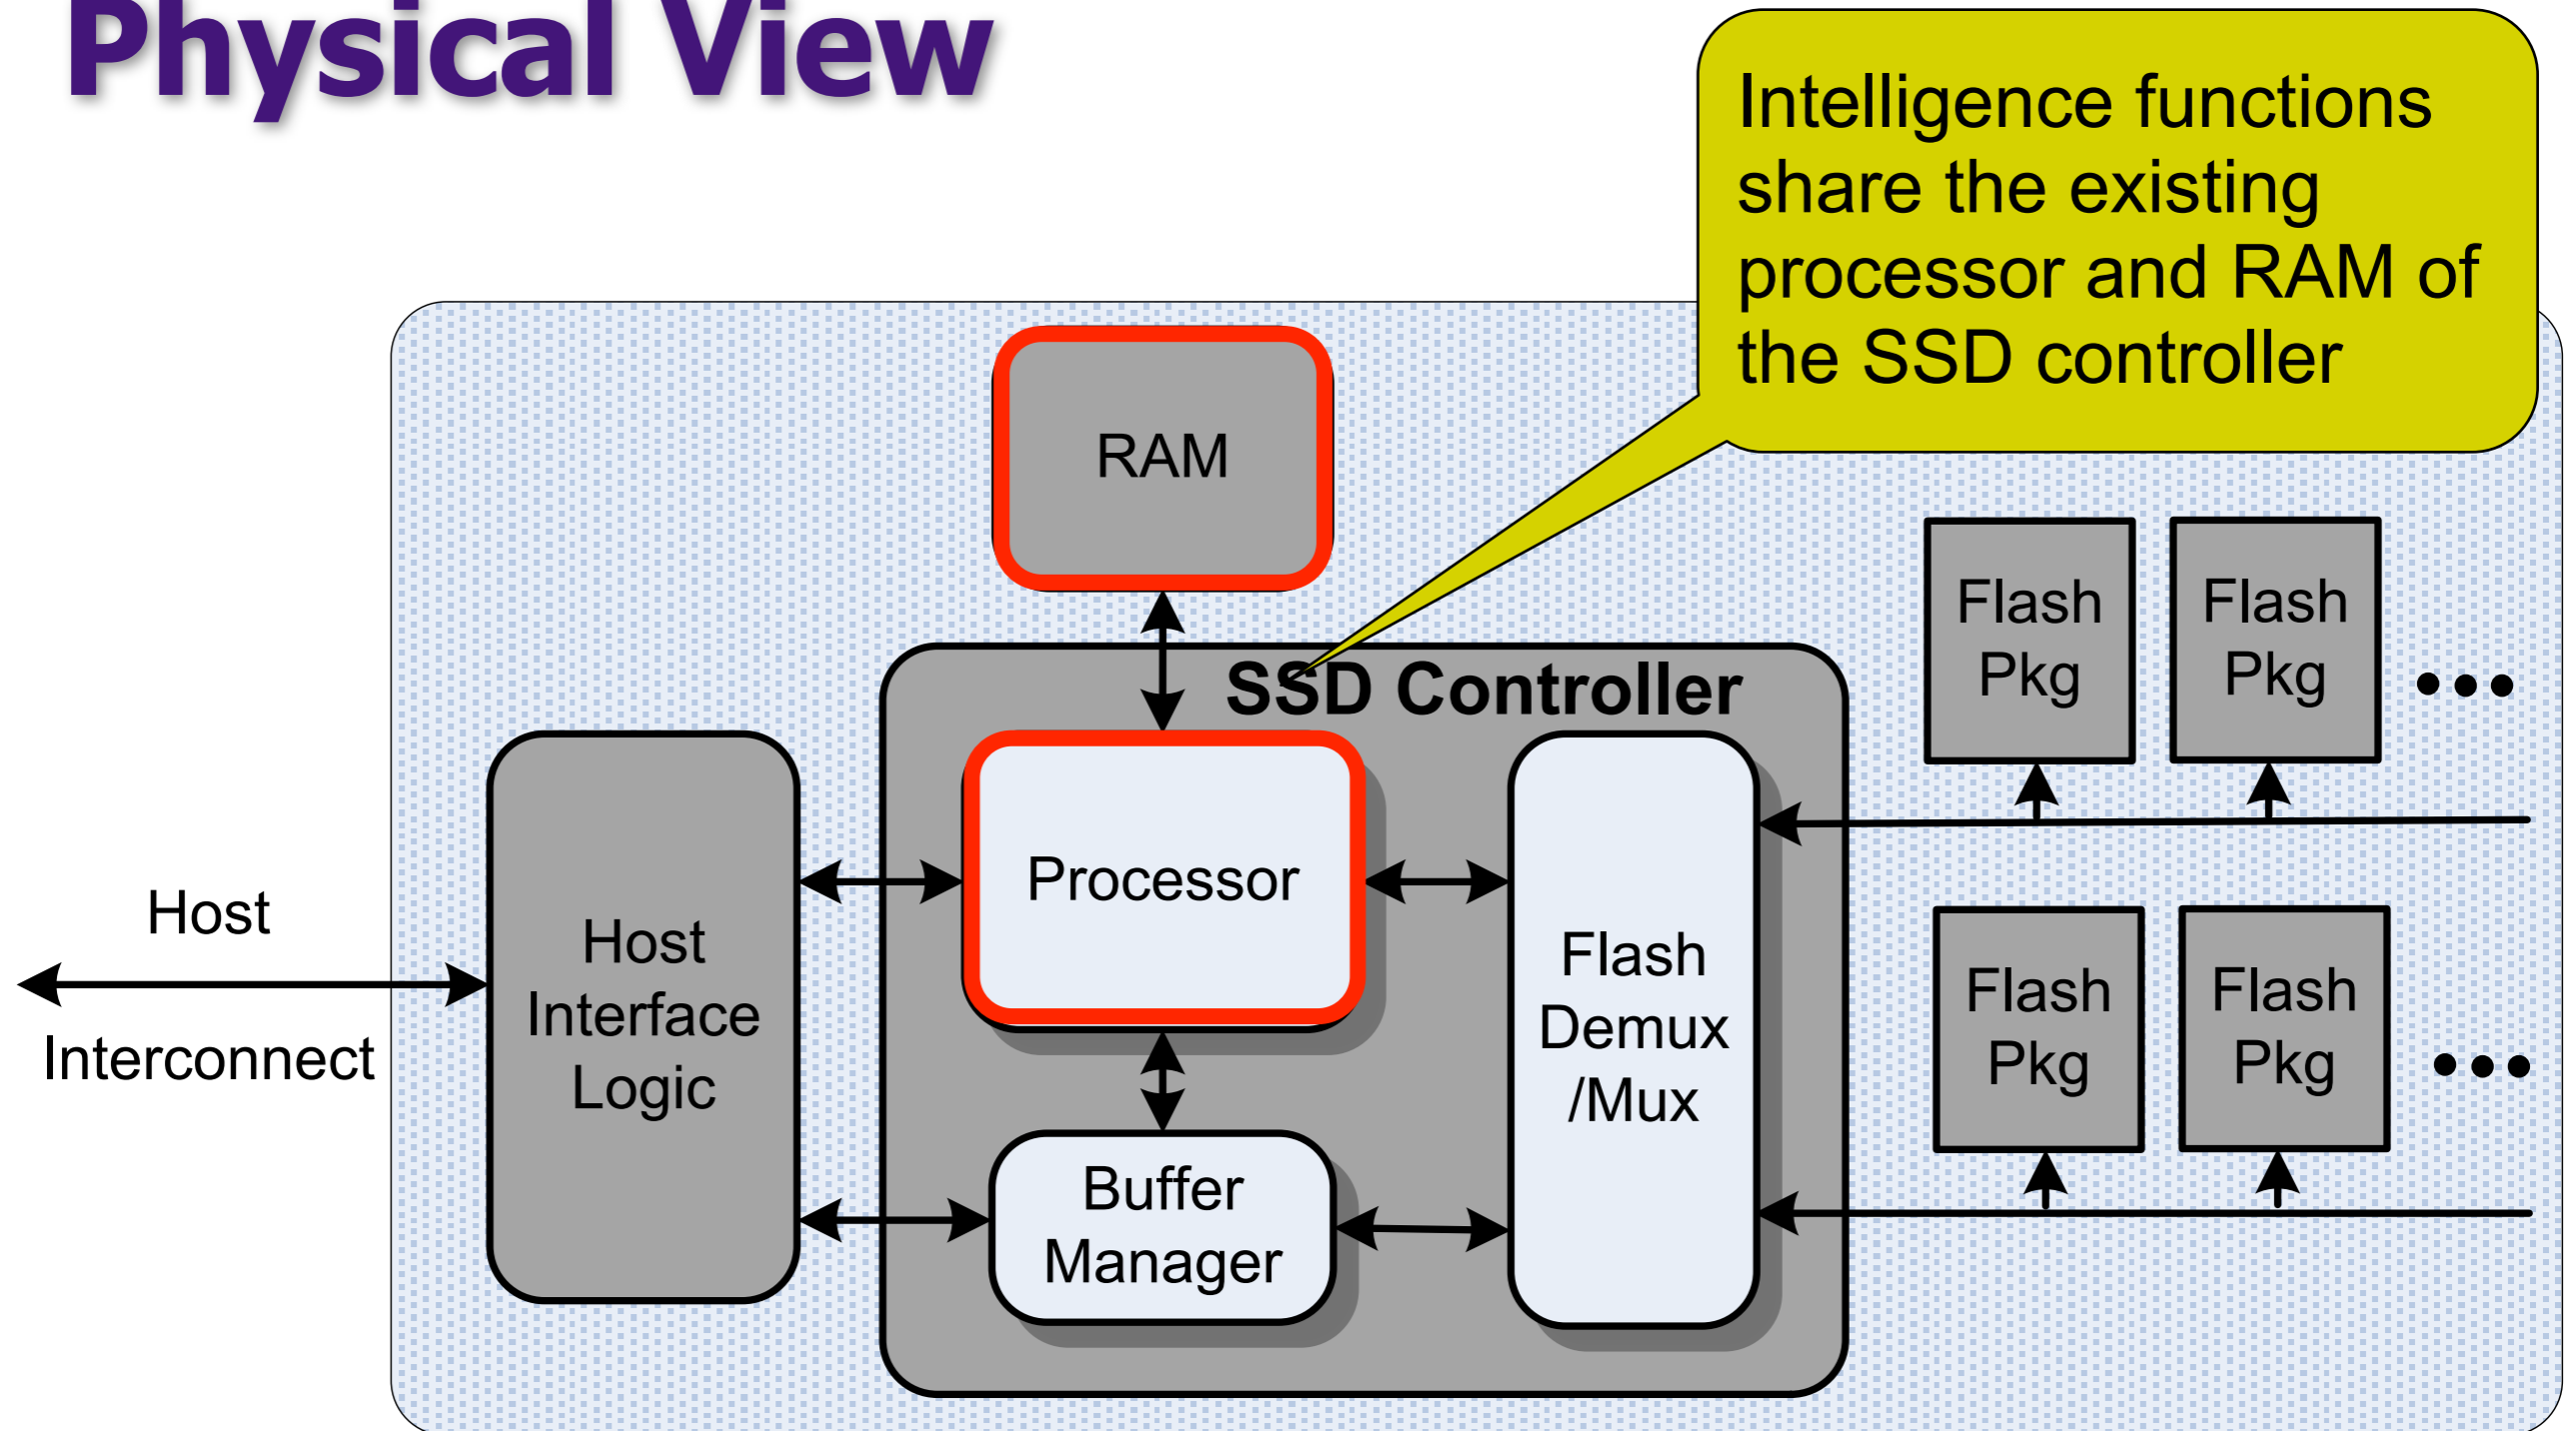 Physical View
Intelligence functions
share the existing
processor and RAM of
the SSD controller
RAM
SSD Controller
Flash
Pkg
Flash
Pkg
Processor
Host
Interconnect
Host
Interface
Logic
Flash
Demux
/Mux
Flash
Pkg
Flash
Pkg
Buffer
Manager